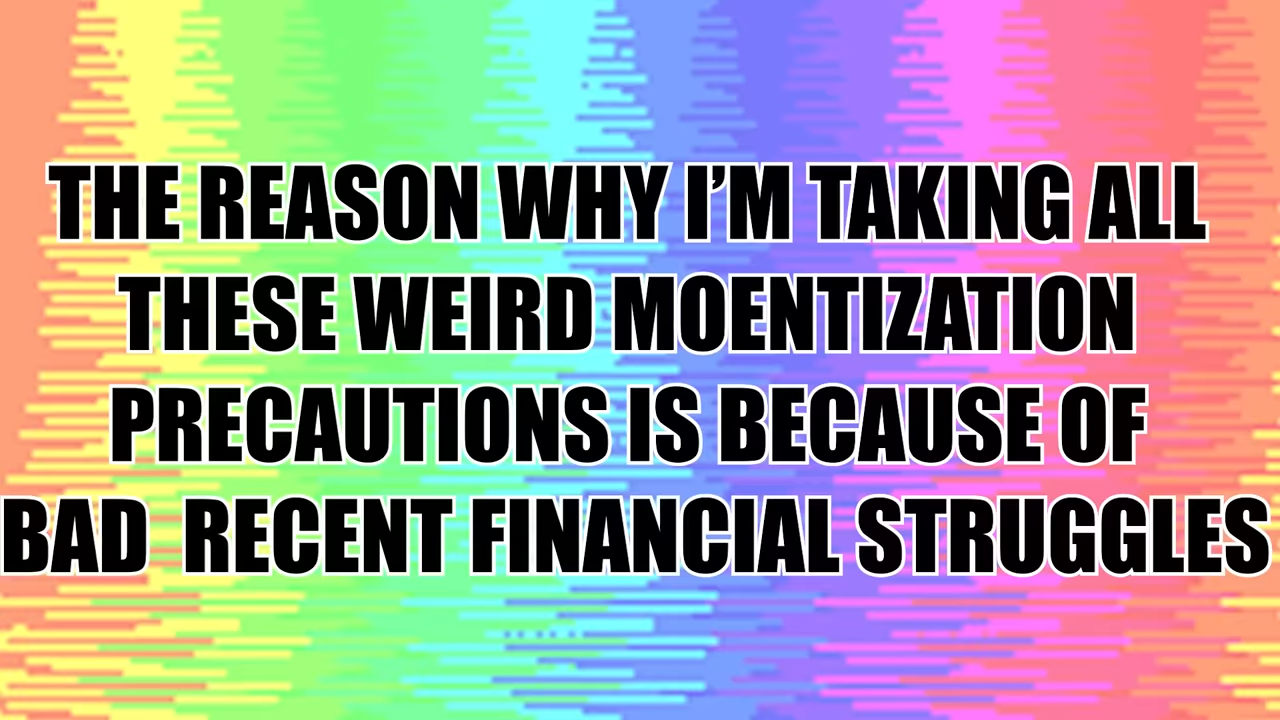 THE REASON WHY I’M TAKING ALL
THESE WEIRD MOENTIZATION
PRECAUTIONS IS BECAUSE OF
BAD  RECENT FINANCIAL STRUGGLES